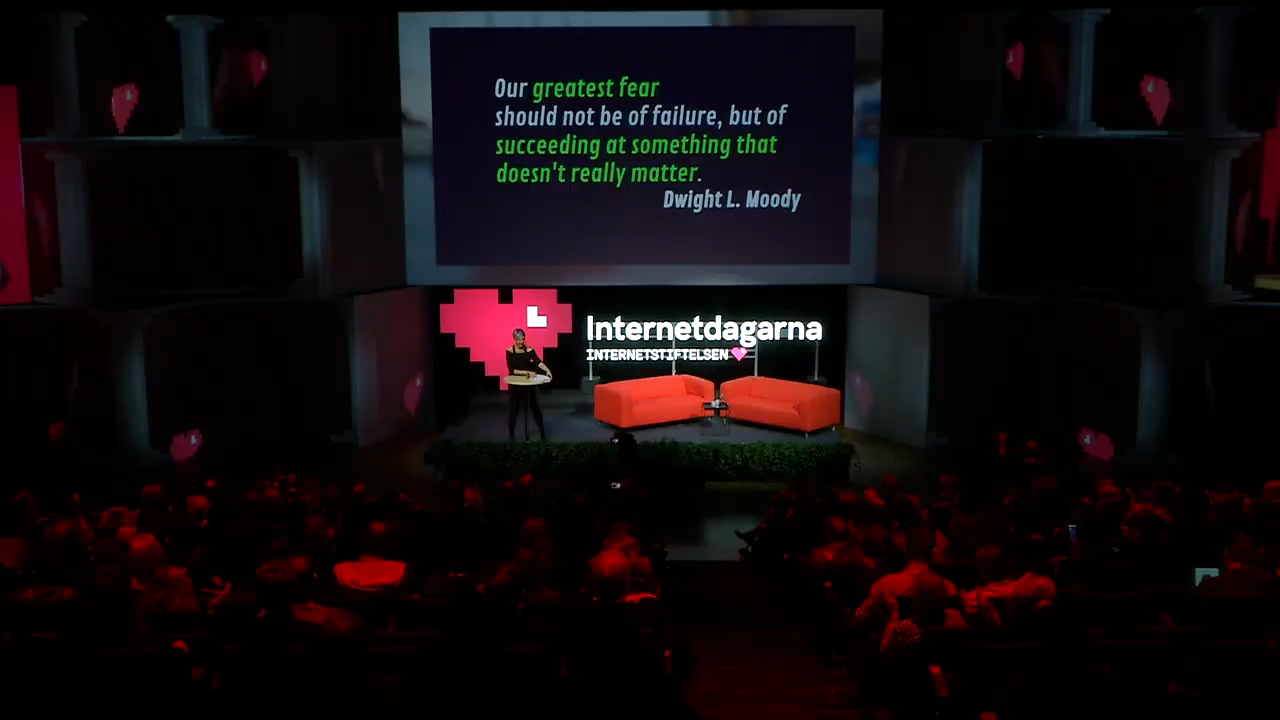 Our greatest fear
should not be of failure, but of
succeeding at something that
doesn't really matter.
Dwight L. Moody
Internetdagarna
INTERNETSTIFTELSEN